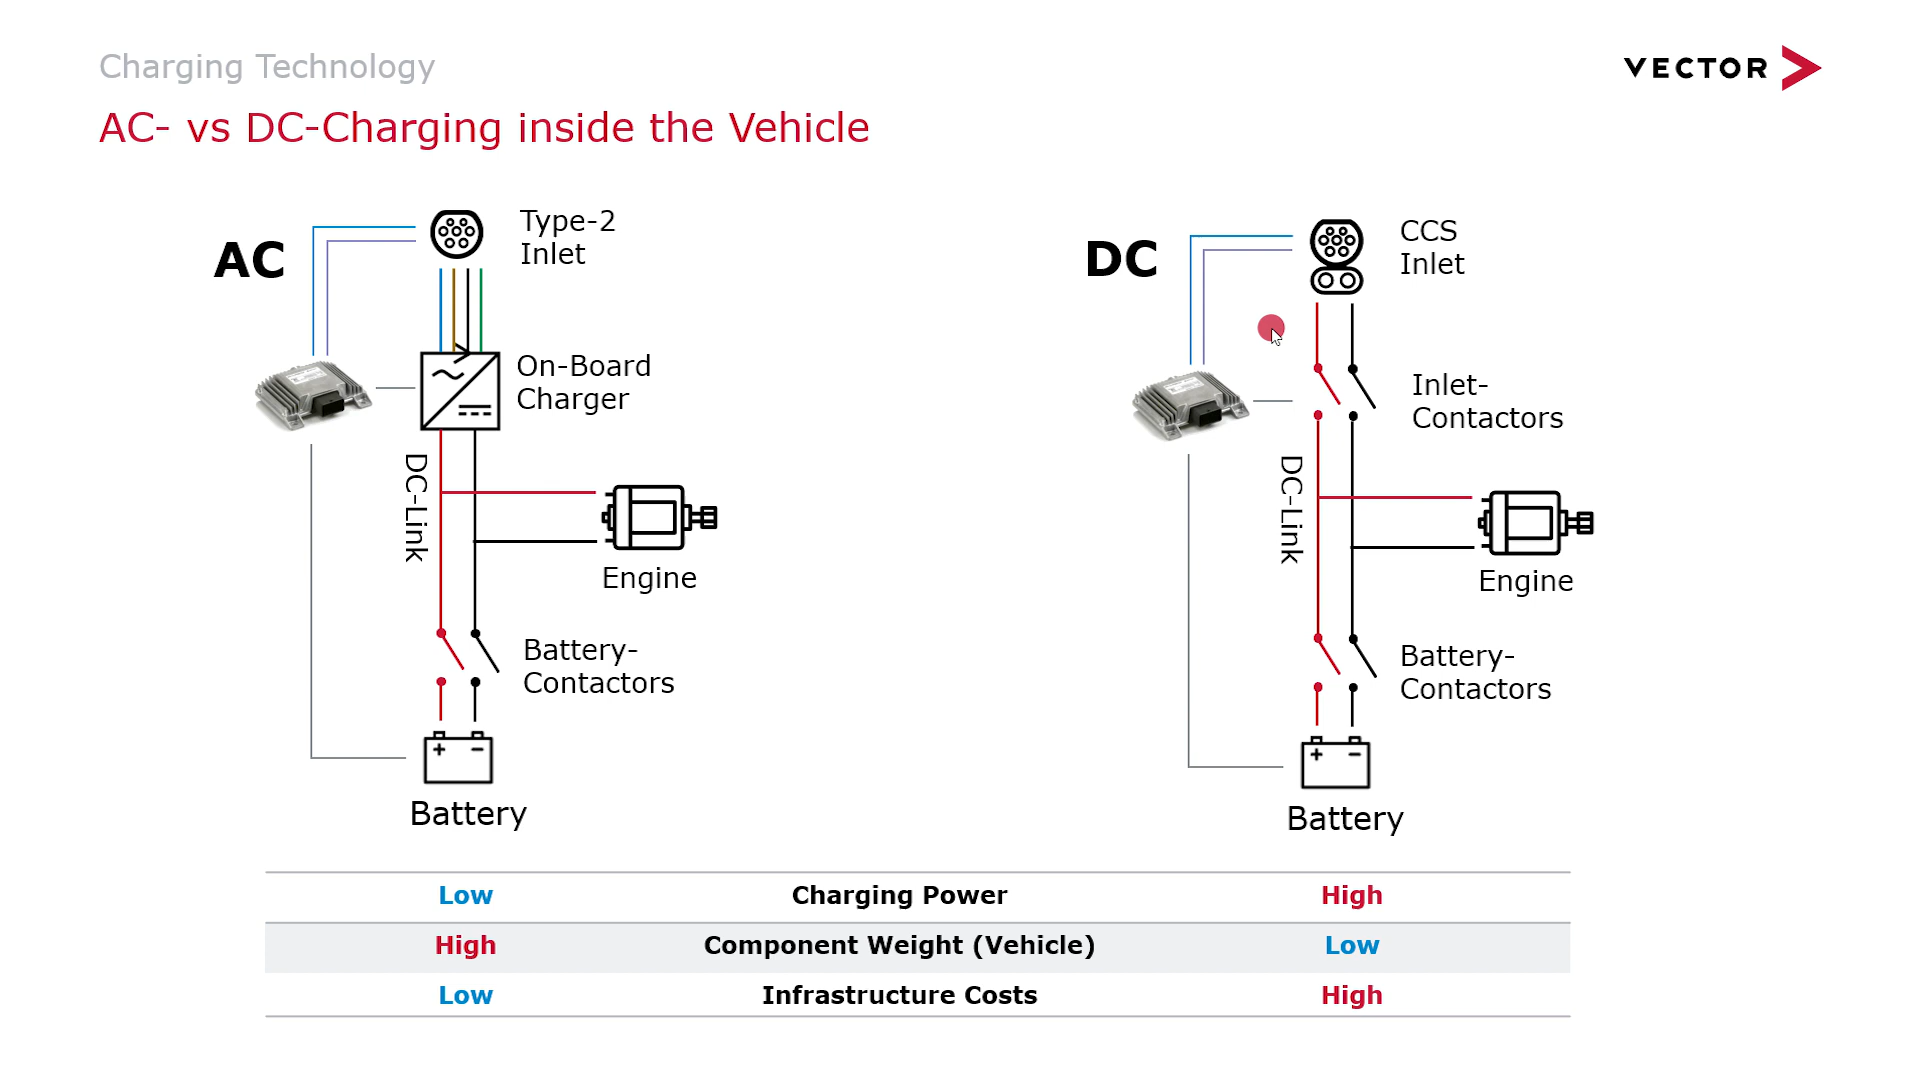 Charging Technology
VECTOR
AC- vs DC-Charging inside the Vehicle
AC
Type-2
Inlet
On-Board
Charger
DC-Link
Engine
Battery-
Contactors
+ −
Battery
DC
CCS
Inlet
Inlet-
Contactors
DC-Link
Engine
Battery-
Contactors
+ −
Battery
Low Charging Power High
High Component Weight (Vehicle) Low
Low Infrastructure Costs High